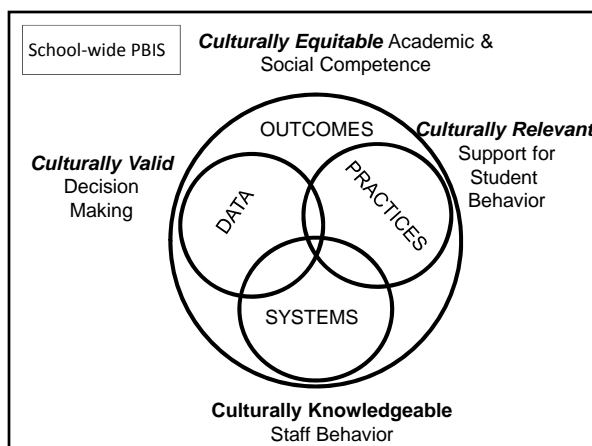 School-wide PBIS
Culturally Equitable Academic &
Social Competence
OUTCOMES
Culturally Relevant
Support for
Student
Behavior
Culturally Valid
Decision
Making
DATA
PRACTICES
SYSTEMS
Culturally Knowledgeable
Staff Behavior